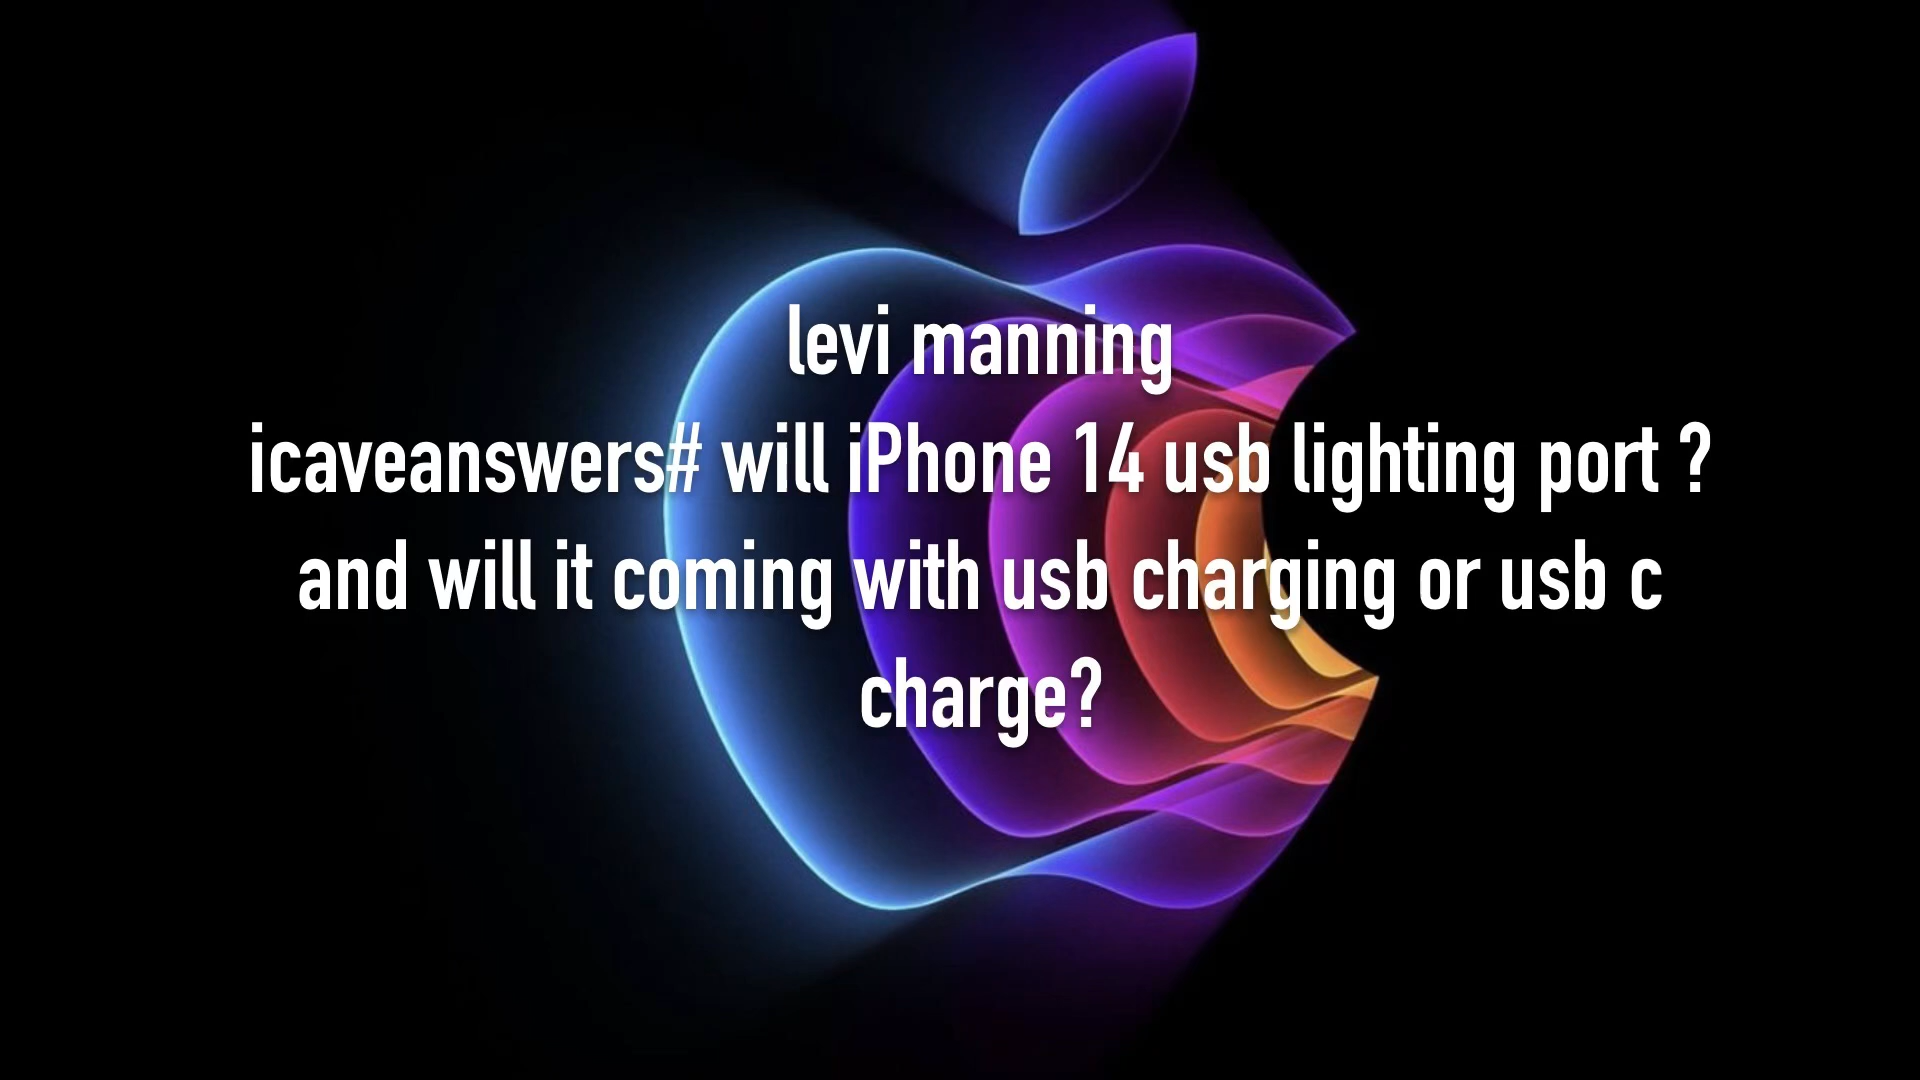 levi manning
icaveanswers# will iPhone 14 usb lighting port ?
and will it coming with usb charging or usb c
charge?